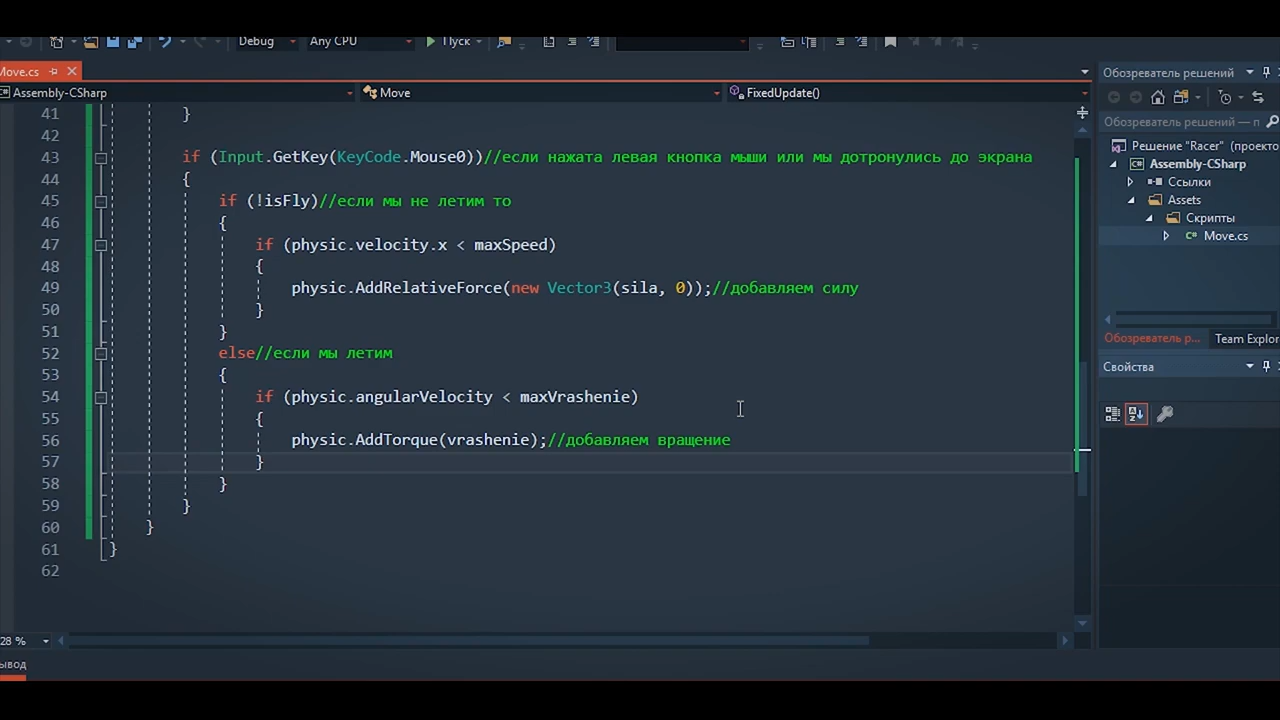 Debug Any CPU Пуск
Move.cs
Assembly-CSharp Move FixedUpdate()
Обозреватель решений
Обозреватель решений — п
Решение "Racer" (проекто
Assembly-CSharp
Ссылки
Assets
Скрипты
Move.cs
41 }
42
43 if (Input.GetKey(KeyCode.Mouse0))//если нажата левая кнопка мыши или мы дотронулись до экрана
44 {
45 if (!isFly)//если мы не летим то
46 {
47 if (physic.velocity.x < maxSpeed)
48 {
49 physic.AddRelativeForce(new Vector3(sila, 0));//добавляем силу
50 }
51 }
52 else//если мы летим
53 {
54 if (physic.angularVelocity < maxVrashenie)
55 {
56 physic.AddTorque(vrashenie);//добавляем вращение
57 }
58 }
59 }
60 }
61 }
62
Обозреватель р... Team Explor
Свойства
28 %
ывод